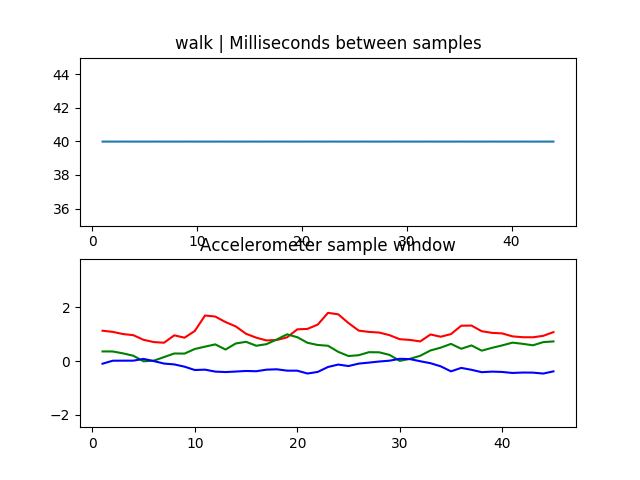 walk | Milliseconds between samples
44
42
40
38
36
0 10 20 30 40
Accelerometer sample window
2
0
−2
0 10 20 30 40